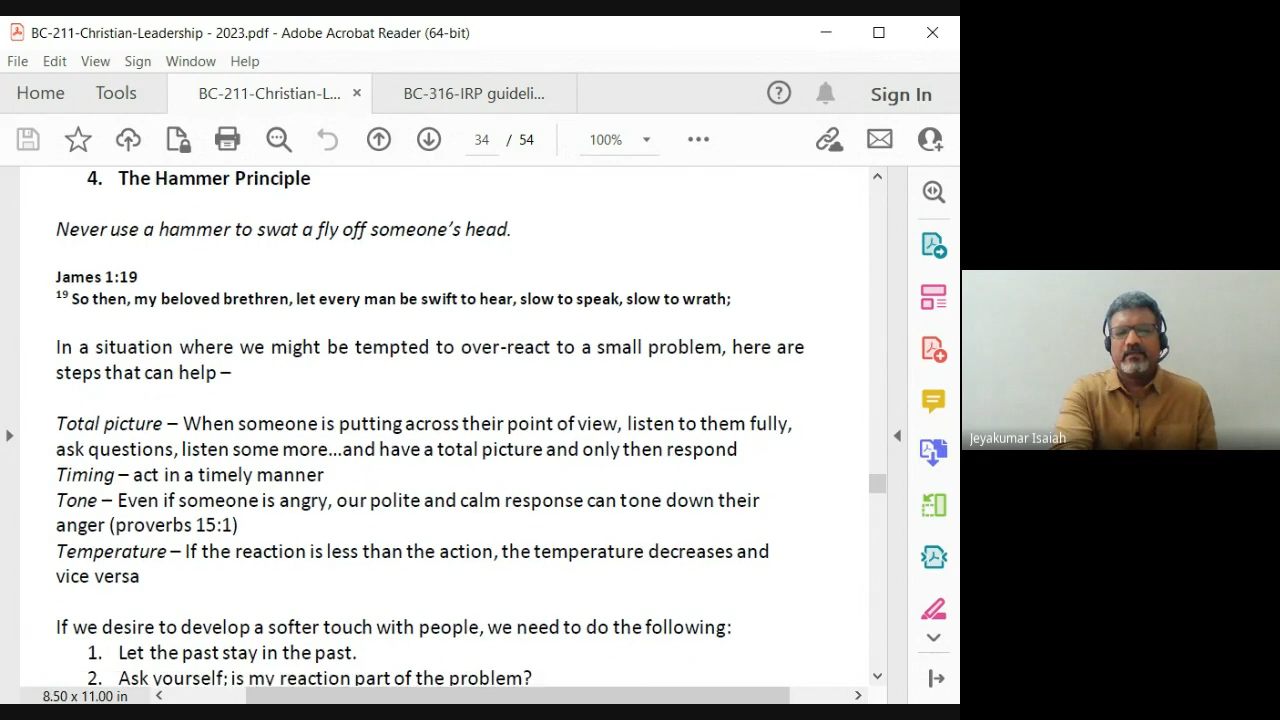 BC-211-Christian-Leadership - 2023.pdf - Adobe Acrobat Reader (64-bit)
File Edit View Sign Window Help
Home Tools BC-211-Christian-L... × BC-316-IRP guideli... Sign In
34 / 54 100%
4. The Hammer Principle
Never use a hammer to swat a fly off someone's head.
James 1:19
19 So then, my beloved brethren, let every man be swift to hear, slow to speak, slow to wrath;
In a situation where we might be tempted to over-react to a small problem, here are
steps that can help –
Total picture – When someone is putting across their point of view, listen to them fully,
ask questions, listen some more...and have a total picture and only then respond
Timing – act in a timely manner
Tone – Even if someone is angry, our polite and calm response can tone down their
anger (proverbs 15:1)
Temperature – If the reaction is less than the action, the temperature decreases and
vice versa
If we desire to develop a softer touch with people, we need to do the following:
1. Let the past stay in the past.
2. Ask yourself; is my reaction part of the problem?
8.50 x 11.00 in
Jeyakumar Isaiah